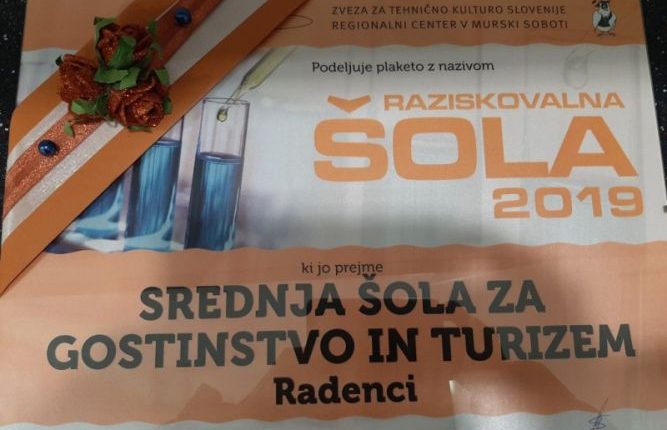 ZVEZA ZA TEHNIČNO KULTURO SLOVENIJE
REGIONALNI CENTER V MURSKI SOBOTI
Podeljuje plaketo z nazivom
RAZISKOVALNA
ŠOLA
2019
ki jo prejme
SREDNJA ŠOLA ZA
GOSTINSTVO IN TURIZEM
Radenci